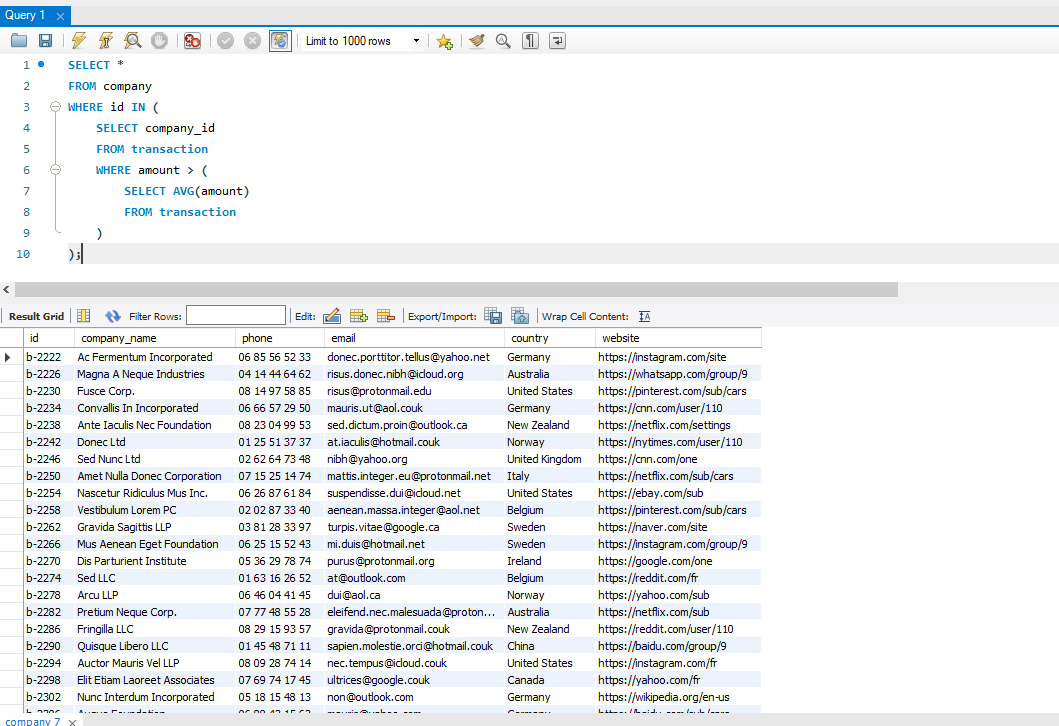 Query 1
Limit to 1000 rows
1 SELECT *
2 FROM company
3 WHERE id IN (
4 SELECT company_id
5 FROM transaction
6 WHERE amount > (
7 SELECT AVG(amount)
8 FROM transaction
9 )
10 );
Result Grid Filter Rows: Edit: Export/Import: Wrap Cell Content: IA
id company_name phone email country website
b-2222 Ac Fermentum Incorporated 06 85 56 52 33 donec.porttitor.tellus@yahoo.net Germany https://instagram.com/site
b-2226 Magna A Neque Industries 04 14 44 64 62 risus.donec.nibh@icloud.org Australia https://whatsapp.com/group/9
b-2230 Fusce Corp. 08 14 97 58 85 risus@protonmail.edu United States https://pinterest.com/sub/cars
b-2234 Convallis In Incorporated 06 66 57 29 50 mauris.ut@aol.couk Germany https://cnn.com/user/110
b-2238 Ante Iaculis Nec Foundation 08 23 04 99 53 sed.dictum.proin@outlook.ca New Zealand https://netflix.com/settings
b-2242 Donec Ltd 01 25 51 37 37 at.iaculis@hotmail.couk Norway https://nytimes.com/user/110
b-2246 Sed Nunc Ltd 02 62 64 73 48 nibh@yahoo.org United Kingdom https://cnn.com/one
b-2250 Amet Nulla Donec Corporation 07 15 25 14 74 mattis.integer.eu@protonmail.net Italy https://netflix.com/sub/cars
b-2254 Nascetur Ridiculus Mus Inc. 06 26 87 61 84 suspendisse.dui@icloud.net United States https://ebay.com/sub
b-2258 Vestibulum Lorem PC 02 02 87 33 40 aenean.massa.integer@aol.net Belgium https://pinterest.com/sub/cars
b-2262 Gravida Sagittis LLP 03 81 28 33 97 turpis.vitae@google.ca Sweden https://naver.com/site
b-2266 Mus Aenean Eget Foundation 06 25 15 52 43 mi.duis@hotmail.net Sweden https://instagram.com/group/9
b-2270 Dis Parturient Institute 05 36 29 78 74 purus@protonmail.org Ireland https://google.com/one
b-2274 Sed LLC 01 63 16 26 52 at@outlook.com Belgium https://reddit.com/fr
b-2278 Arcu LLP 06 46 04 41 45 dui@aol.ca Norway https://yahoo.com/sub
b-2282 Pretium Neque Corp. 07 77 48 55 28 eleifend.nec.malesuada@proton... Australia https://netflix.com/sub
b-2286 Fringilla LLC 08 29 15 93 57 gravida@protonmail.couk New Zealand https://reddit.com/user/110
b-2290 Quisque Libero LLC 01 45 48 71 11 sapien.molestie.orci@hotmail.couk China https://baidu.com/group/9
b-2294 Auctor Mauris Vel LLP 08 09 28 74 14 nec.tempus@icloud.couk United States https://instagram.com/fr
b-2298 Elit Etiam Laoreet Associates 07 69 74 17 45 ultrices@google.couk Canada https://yahoo.com/fr
b-2302 Nunc Interdum Incorporated 05 18 15 48 13 non@outlook.com Germany https://wikipedia.org/en-us
company 7